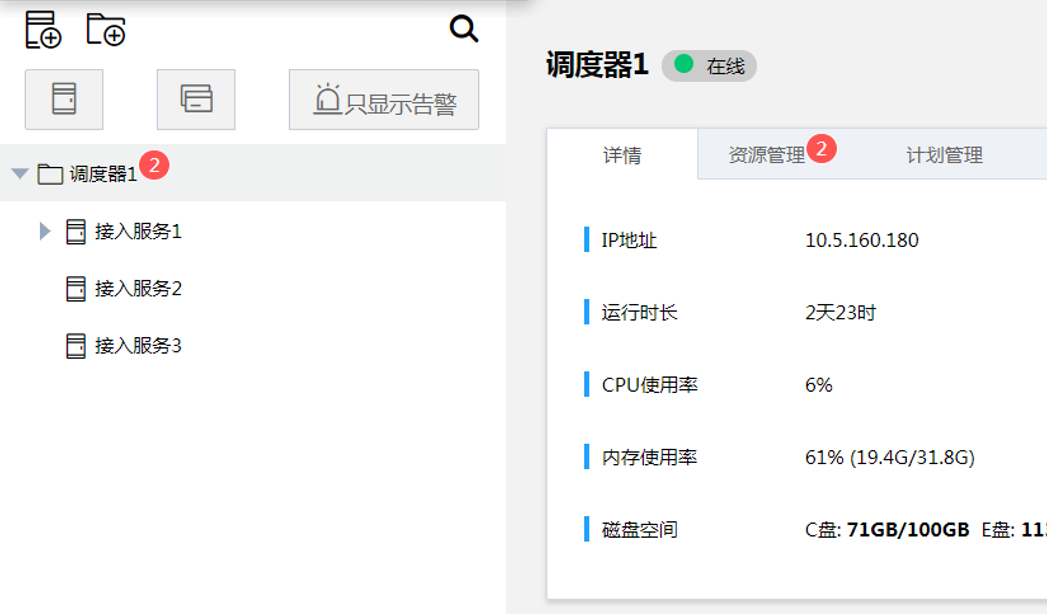 只显示告警
调度器1 2
接入服务1
接入服务2
接入服务3
调度器1 在线
详情 资源管理 2 计划管理
IP地址 10.5.160.180
运行时长 2天23时
CPU使用率 6%
内存使用率 61% (19.4G/31.8G)
磁盘空间 C盘: 71GB/100GB E盘: